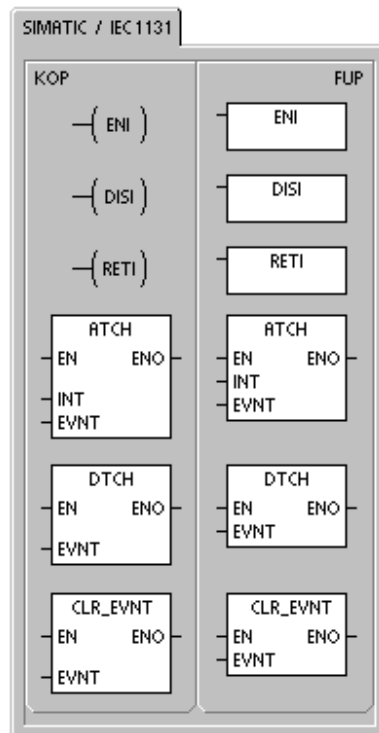 SIMATIC / IEC1131
KOP FUP
ENI ENI
DISI DISI
RETI RETI
ATCH ATCH
EN ENO EN ENO
INT INT
EVNT EVNT
DTCH DTCH
EN ENO EN ENO
EVNT EVNT
CLR_EVNT CLR_EVNT
EN ENO EN ENO
EVNT EVNT